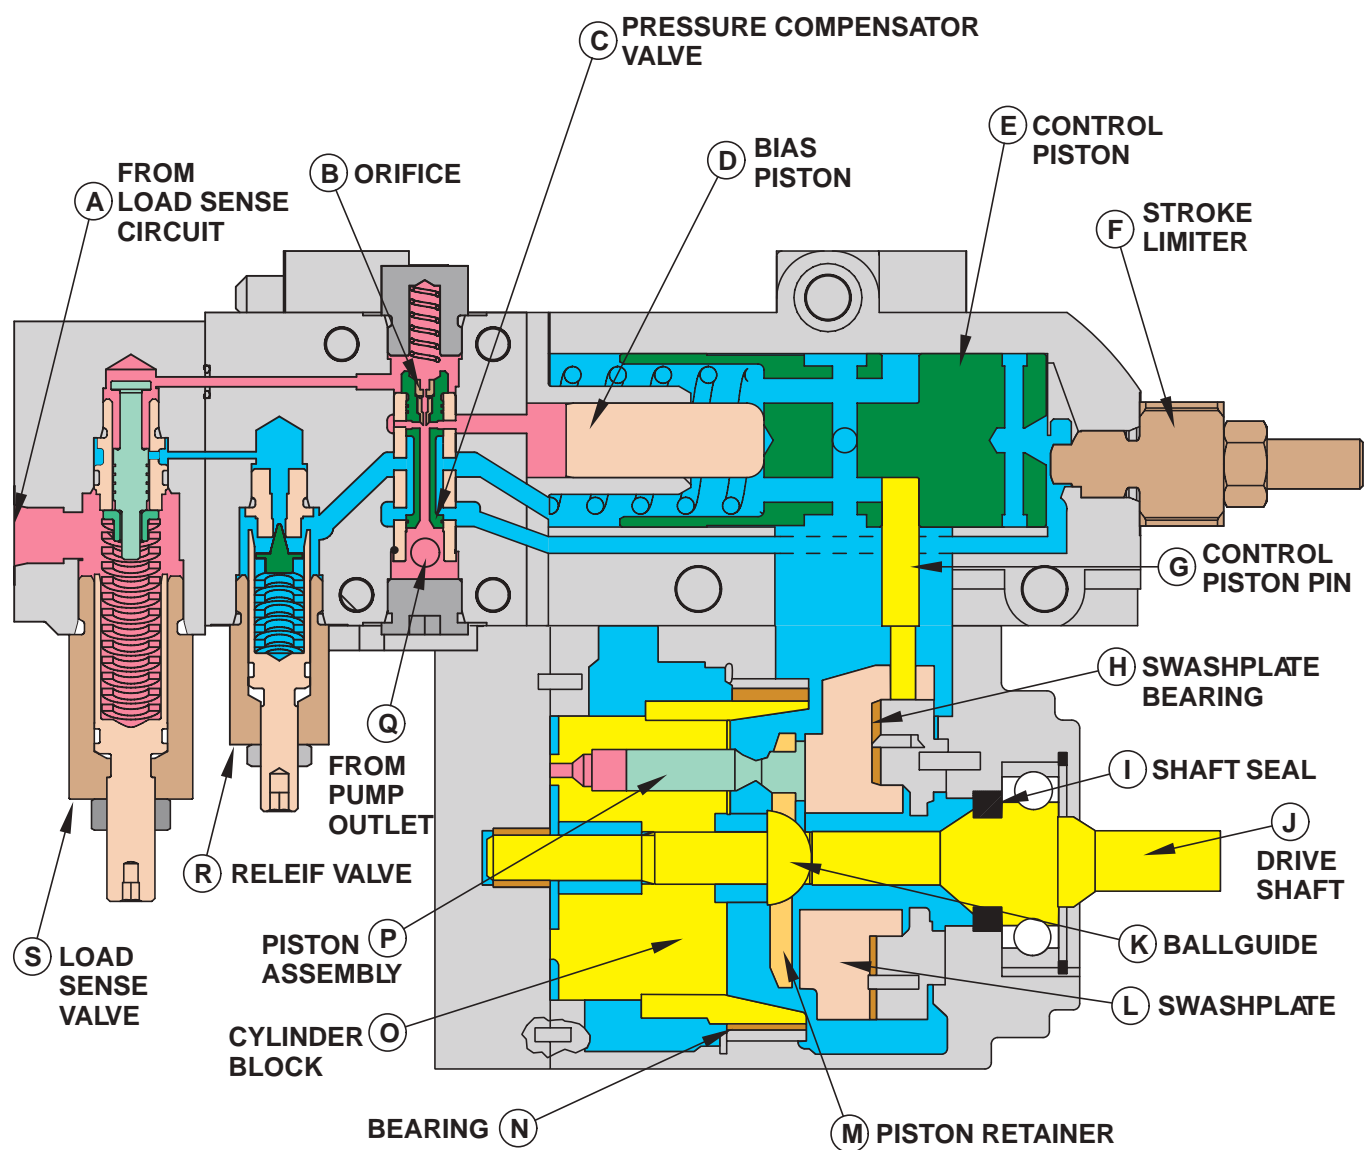 C PRESSURE COMPENSATOR
VALVE
E CONTROL
PISTON
D BIAS
PISTON
B ORIFICE
A FROM
LOAD SENSE
CIRCUIT
F STROKE
LIMITER
G CONTROL
PISTON PIN
H SWASHPLATE
BEARING
I SHAFT SEAL
J
DRIVE
SHAFT
Q
FROM
PUMP
OUTLET
R RELEIF VALVE
S LOAD
SENSE
VALVE
PISTON P
ASSEMBLY
K BALLGUIDE
L SWASHPLATE
CYLINDER O
BLOCK
BEARING N
M PISTON RETAINER